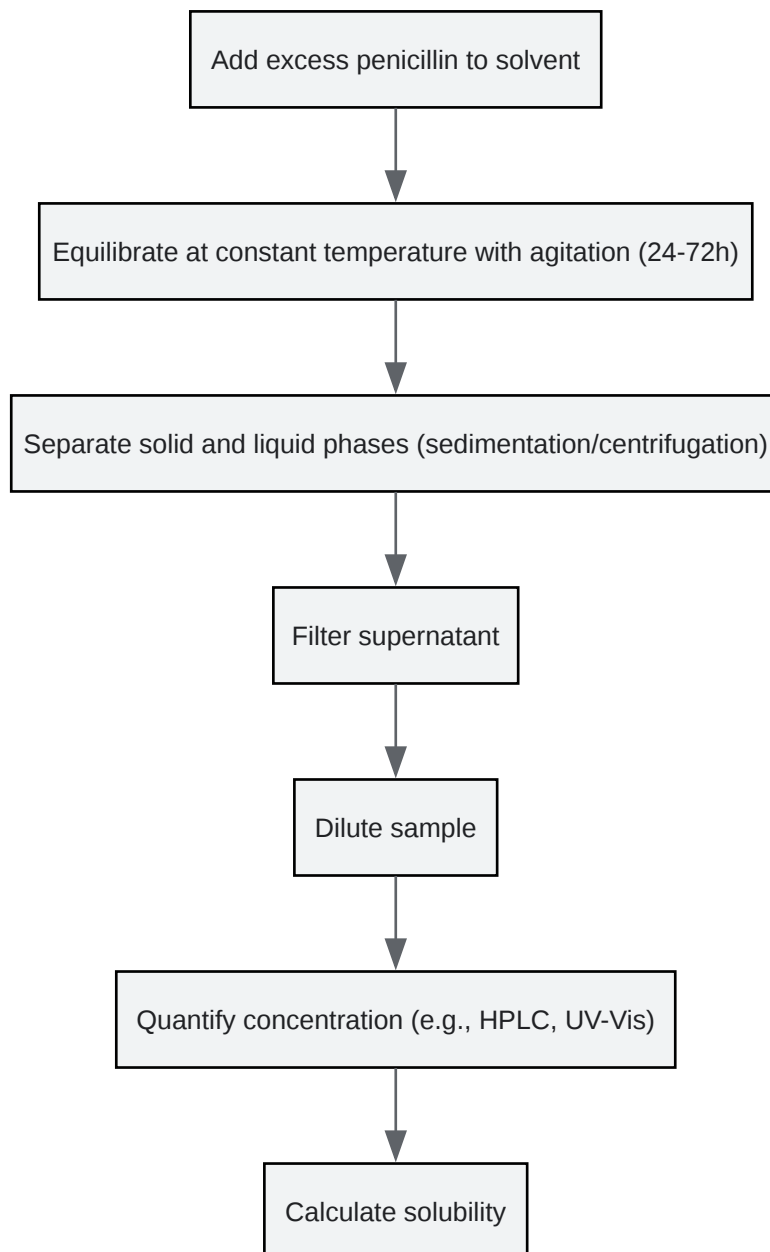 Add excess penicillin to solvent
Equilibrate at constant temperature with agitation (24-72h)
Separate solid and liquid phases (sedimentation/centrifugation)
Filter supernatant
Dilute sample
Quantify concentration (e.g., HPLC, UV-Vis)
Calculate solubility